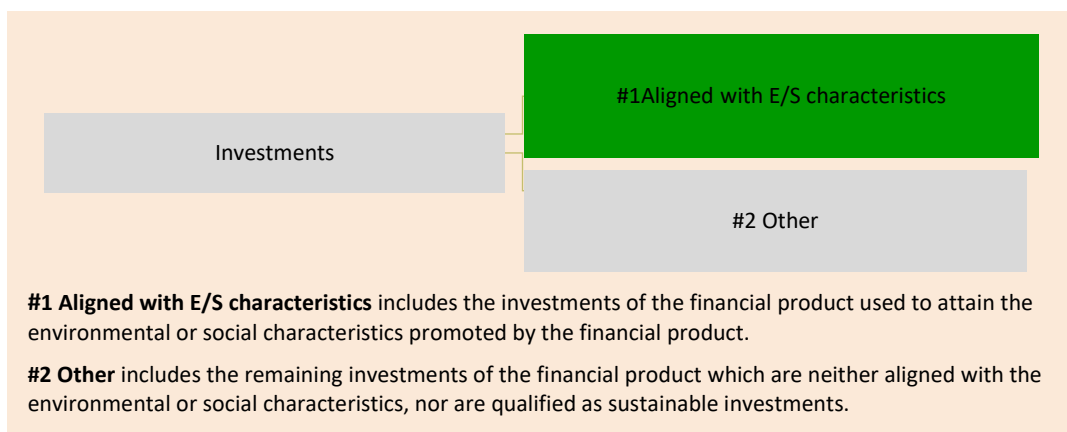 #1Aligned with E/S characteristics
Investments
#2 Other
#1 Aligned with E/S characteristics includes the investments of the financial product used to attain the
environmental or social characteristics promoted by the financial product.
#2 Other includes the remaining investments of the financial product which are neither aligned with the
environmental or social characteristics, nor are qualified as sustainable investments.